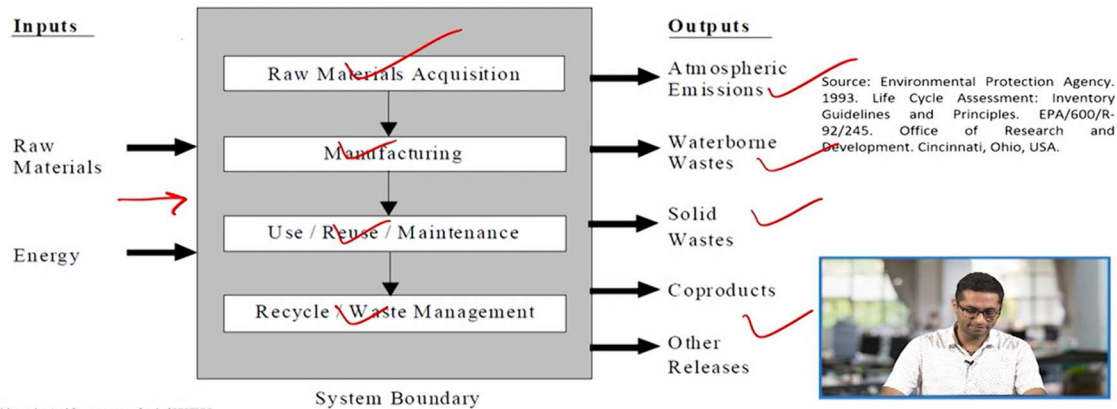 Inputs
Raw
Materials
Energy
Raw Materials Acquisition
Manufacturing
Use / Reuse / Maintenance
Recycle / Waste Management
System Boundary
Outputs
Atmospheric
Emissions
Waterborne
Wastes
Solid
Wastes
Coproducts
Other
Releases
Source: Environmental Protection Agency.
1993. Life Cycle Assessment: Inventory
Guidelines and Principles. EPA/600/R-
92/245. Office of Research and
Development. Cincinnati, Ohio, USA.